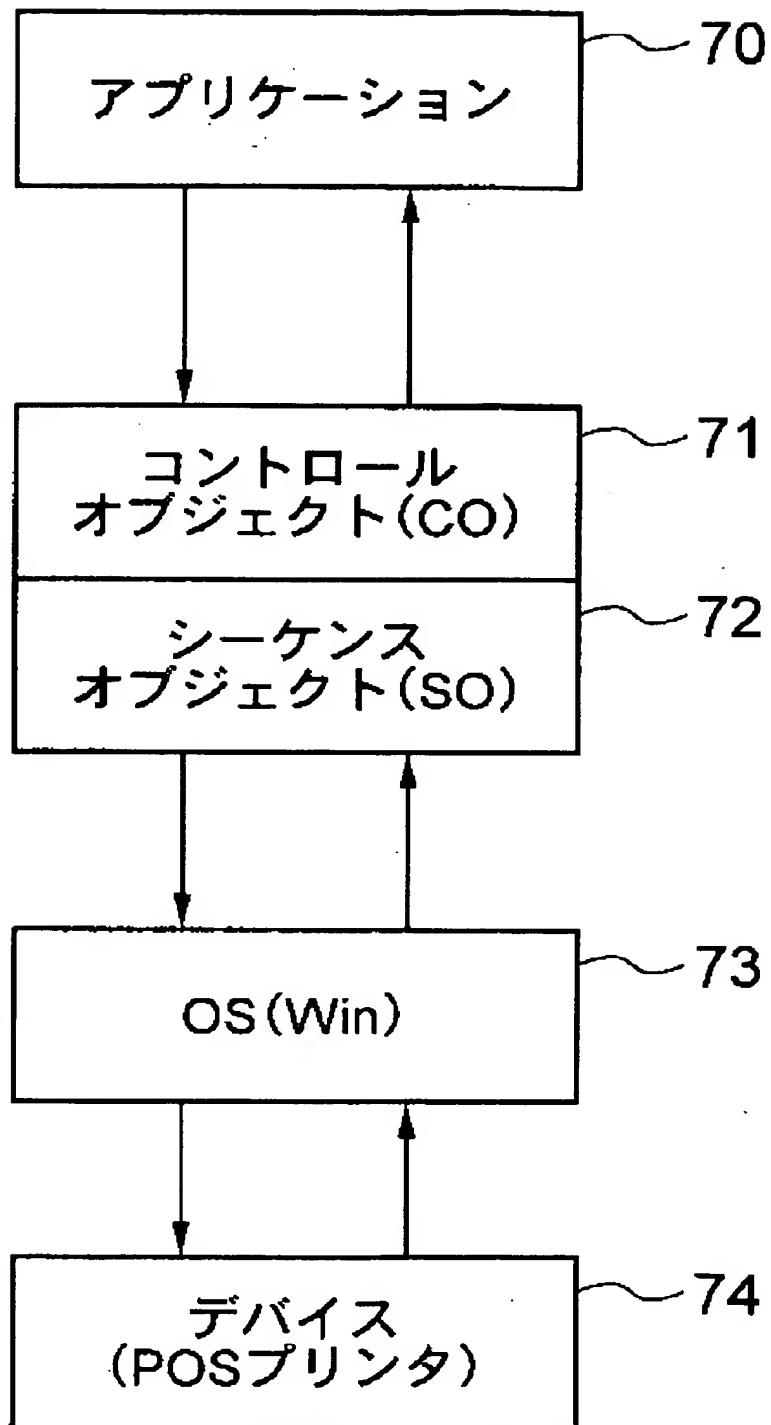 アプリケーション
70
コントロール
オブジェクト(CO)
71
シーケンス
オブジェクト(SO)
72
OS(Win)
73
デバイス
(POSプリンタ)
74